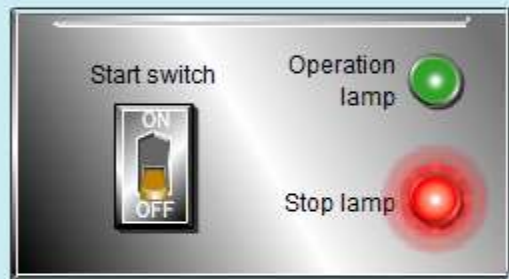 Start switch
ON
OFF
Operation
lamp
Stop lamp